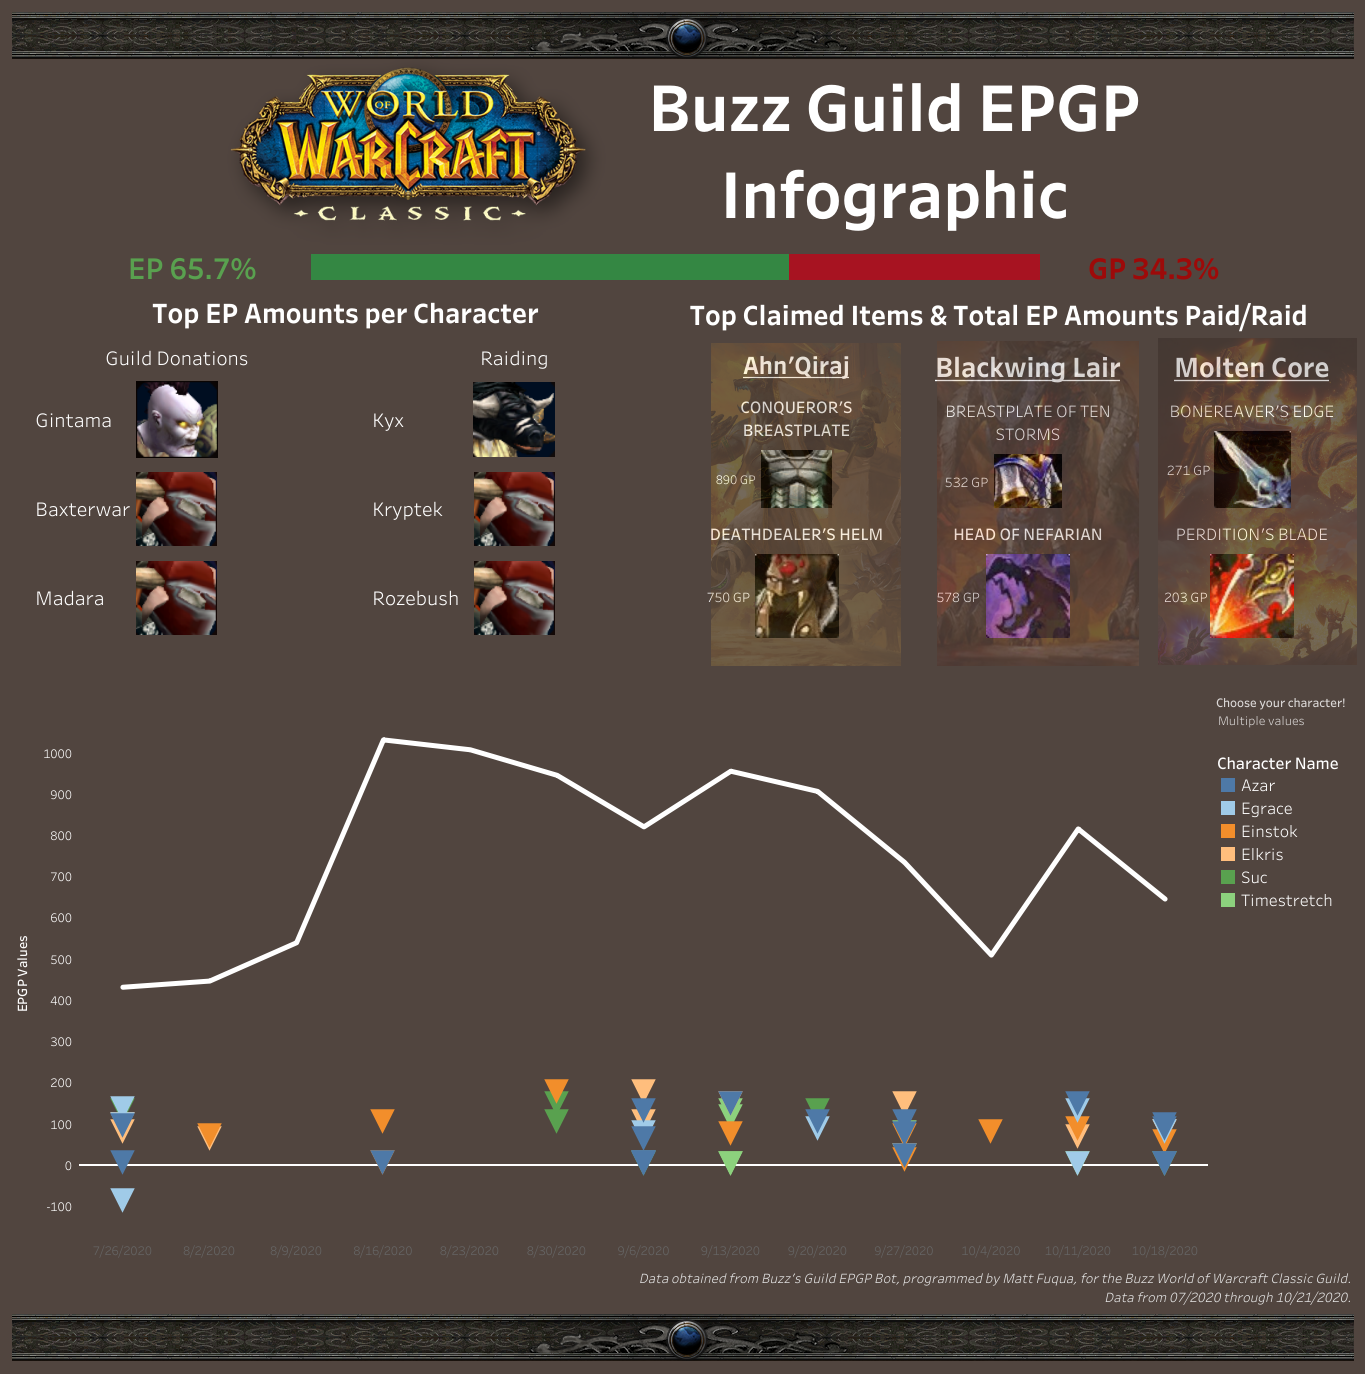 WORLD
OF
WARCRAFT
CLASSIC
Buzz Guild EPGP
Infographic
EP 65.7%
GP 34.3%
Top EP Amounts per Character
Guild Donations
Raiding
Gintama
Kyx
Baxterwar
Kryptek
Madara
Rozebush
Top Claimed Items & Total EP Amounts Paid/Raid
Ahn'Qiraj
CONQUEROR'S
BREASTPLATE
890 GP
DEATHDEALER'S HELM
750 GP
Blackwing Lair
BREASTPLATE OF TEN
STORMS
532 GP
HEAD OF NEFARIAN
578 GP
Molten Core
BONEREAVER'S EDGE
271 GP
PERDITION'S BLADE
203 GP
Choose your character!
Multiple values
Character Name
Azar
Egrace
Einstok
Elkris
Suc
Timestretch
EPGP Values
1000
900
800
700
600
500
400
300
200
100
0
-100
7/26/2020 8/2/2020 8/9/2020 8/16/2020 8/23/2020 8/30/2020 9/6/2020 9/13/2020 9/20/2020 9/27/2020 10/4/2020 10/11/2020 10/18/2020
Data obtained from Buzz's Guild EPGP Bot, programmed by Matt Fuqua, for the Buzz World of Warcraft Classic Guild.
Data from 07/2020 through 10/21/2020.